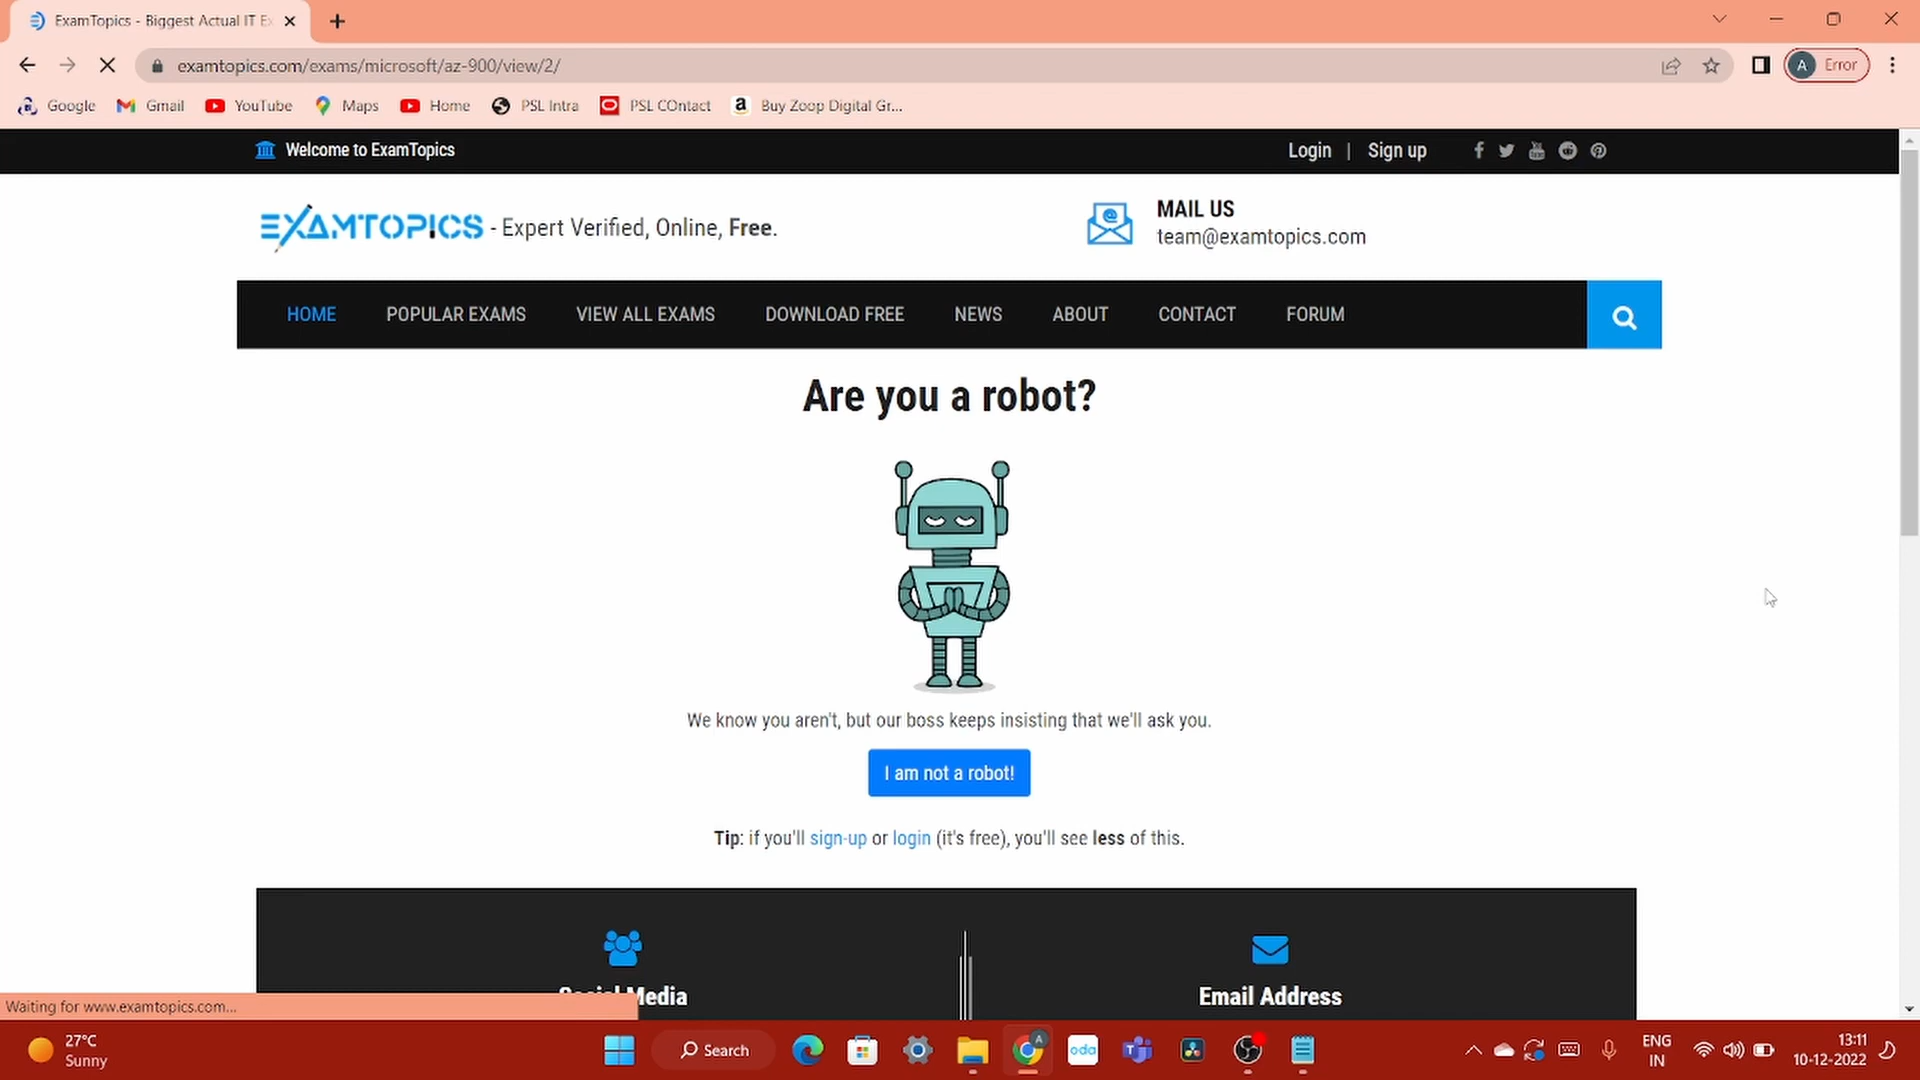 ExamTopics - Biggest Actual IT Ex
examtopics.com/exams/microsoft/az-900/view/2/
A Error
Google Gmail YouTube Maps Home PSL Intra PSL COntact Buy Zoop Digital Gr...
Welcome to ExamTopics Login | Sign up
EXAMTOPICS - Expert Verified, Online, Free.
MAIL US
team@examtopics.com
HOME POPULAR EXAMS VIEW ALL EXAMS DOWNLOAD FREE NEWS ABOUT CONTACT FORUM
Are you a robot?
We know you aren't, but our boss keeps insisting that we'll ask you.
I am not a robot!
Tip: if you'll sign-up or login (it's free), you'll see less of this.
Social Media Email Address
Waiting for www.examtopics.com...
27°C
Sunny
Search
A
oda
ENG
IN
13:11
10-12-2022